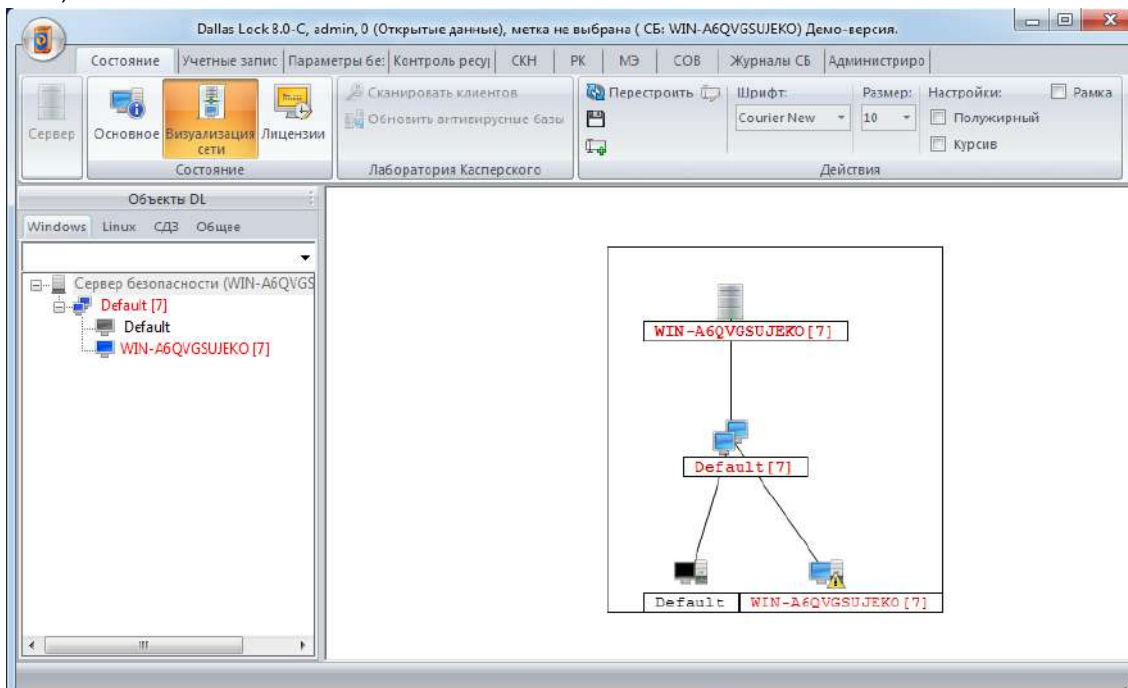 Dallas Lock 8.0-C, admin, 0 (Открытые данные), метка не выбрана ( СБ: WIN-A6QVGSUJEKO) Демо-версия.
Состояние Учетные запис Параметры бе: Контроль ресу СКН РК МЭ СОВ Журналы СБ Администриро
Сервер
Основное
Визуализация сети
Лицензии
Состояние
Сканировать клиентов
Обновить антивирусные базы
Лаборатория Касперского
Перестроить
Шрифт: Размер: Настройки: Рамка
Courier New 10 Полужирный
Курсив
Действия
Объекты DL
Windows Linux СДЗ Общее
Сервер безопасности (WIN-A6QVGS
Default [7]
Default
WIN-A6QVGSUJEKO [7]
WIN-A6QVGSUJEKO[7]
Default[7]
Default WIN-A6QVGSUJEKO[7]